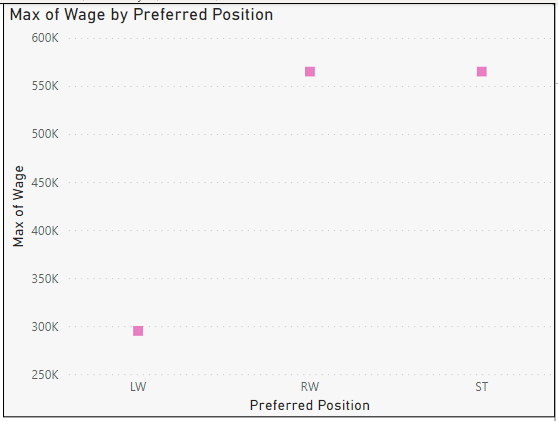 Max of Wage by Preferred Position
600K
550K
500K
450K
400K
350K
300K
250K
Max of Wage
LW RW ST
Preferred Position